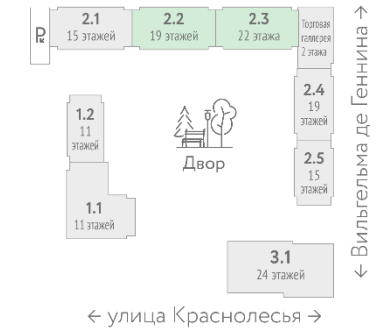 2.1
15 этажей
2.2
19 этажей
2.3
22 этажа
Торговая
галлерея
2 этажа
2.4
19
этажей
2.5
15
этажей
1.2
11
этажей
1.1
11 этажей
Двор
3.1
24 этажей
← улица Краснолесья →
← Вильгельма де Геннина →